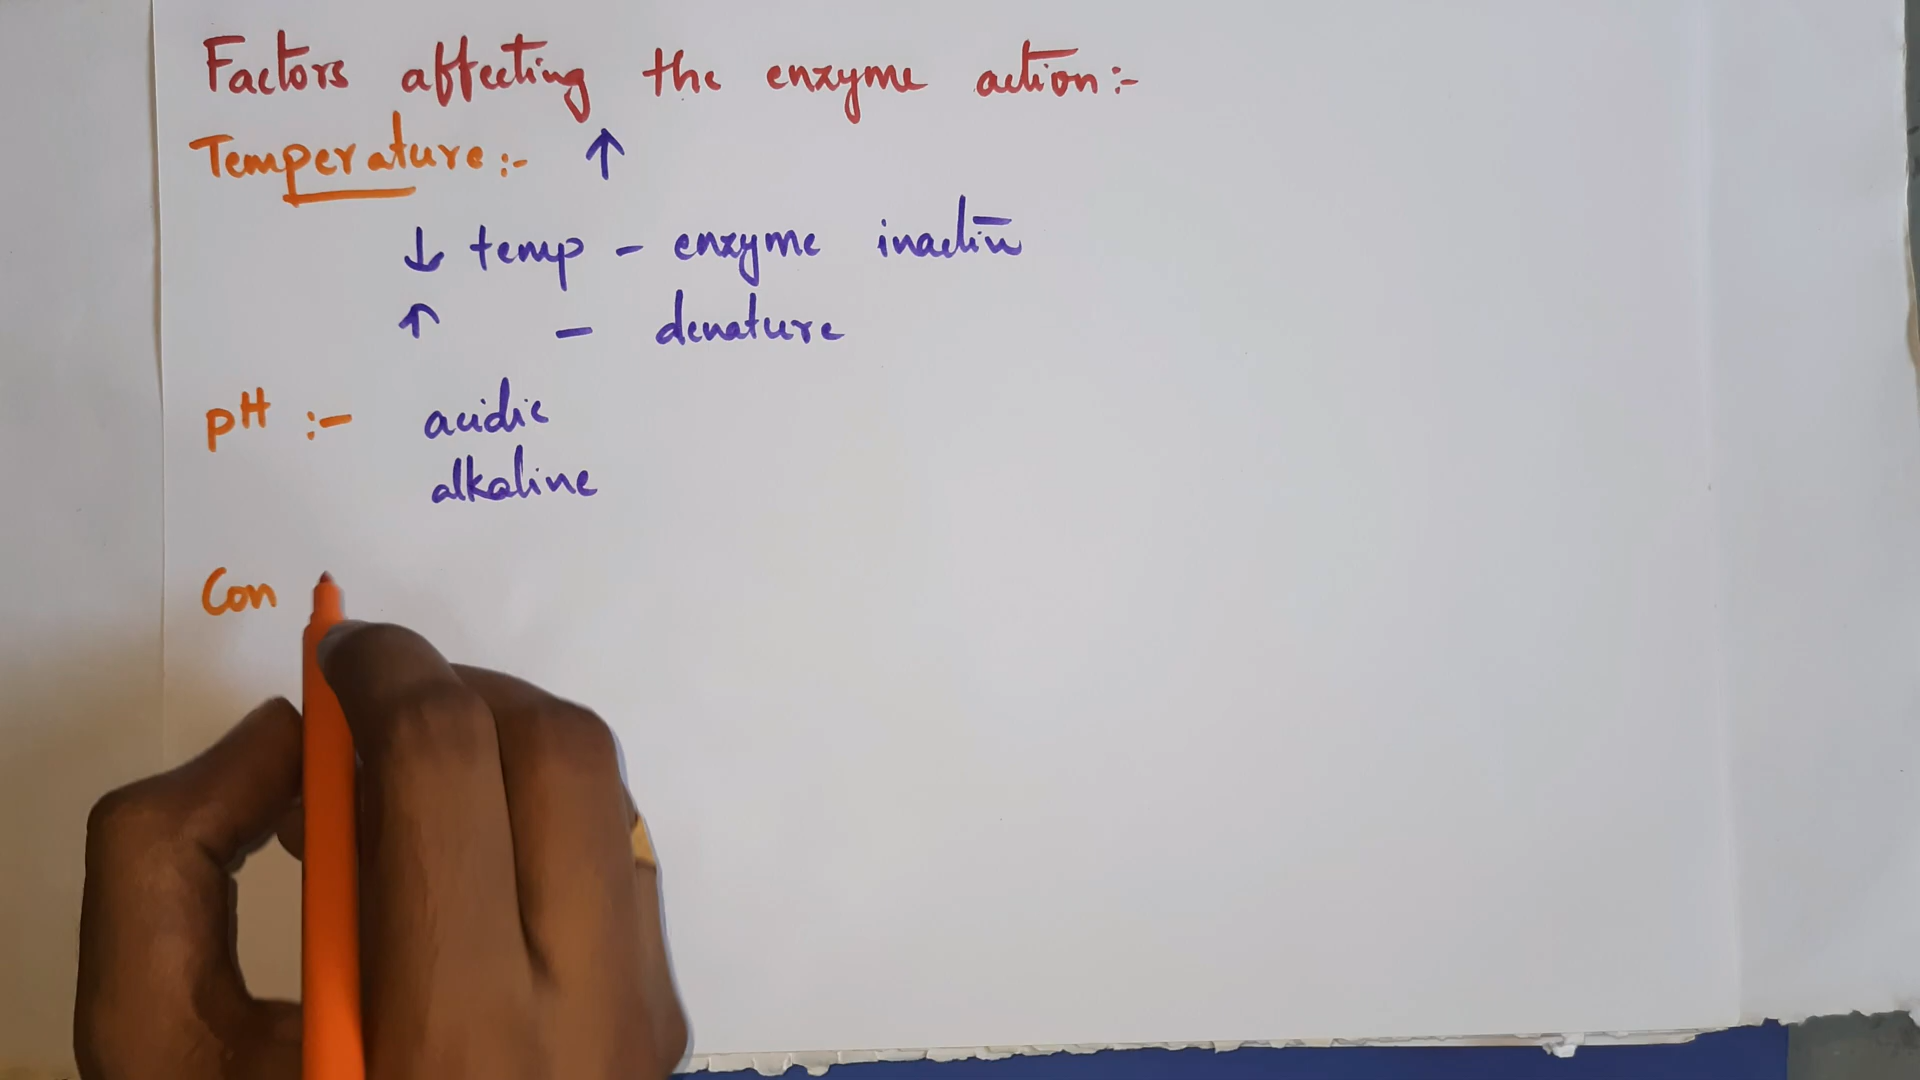 Factors affecting the enzyme action:-
Temperature:- ↑
↓ temp - enzyme inactive
↑ - denature
pH :- acidic
alkaline
Con